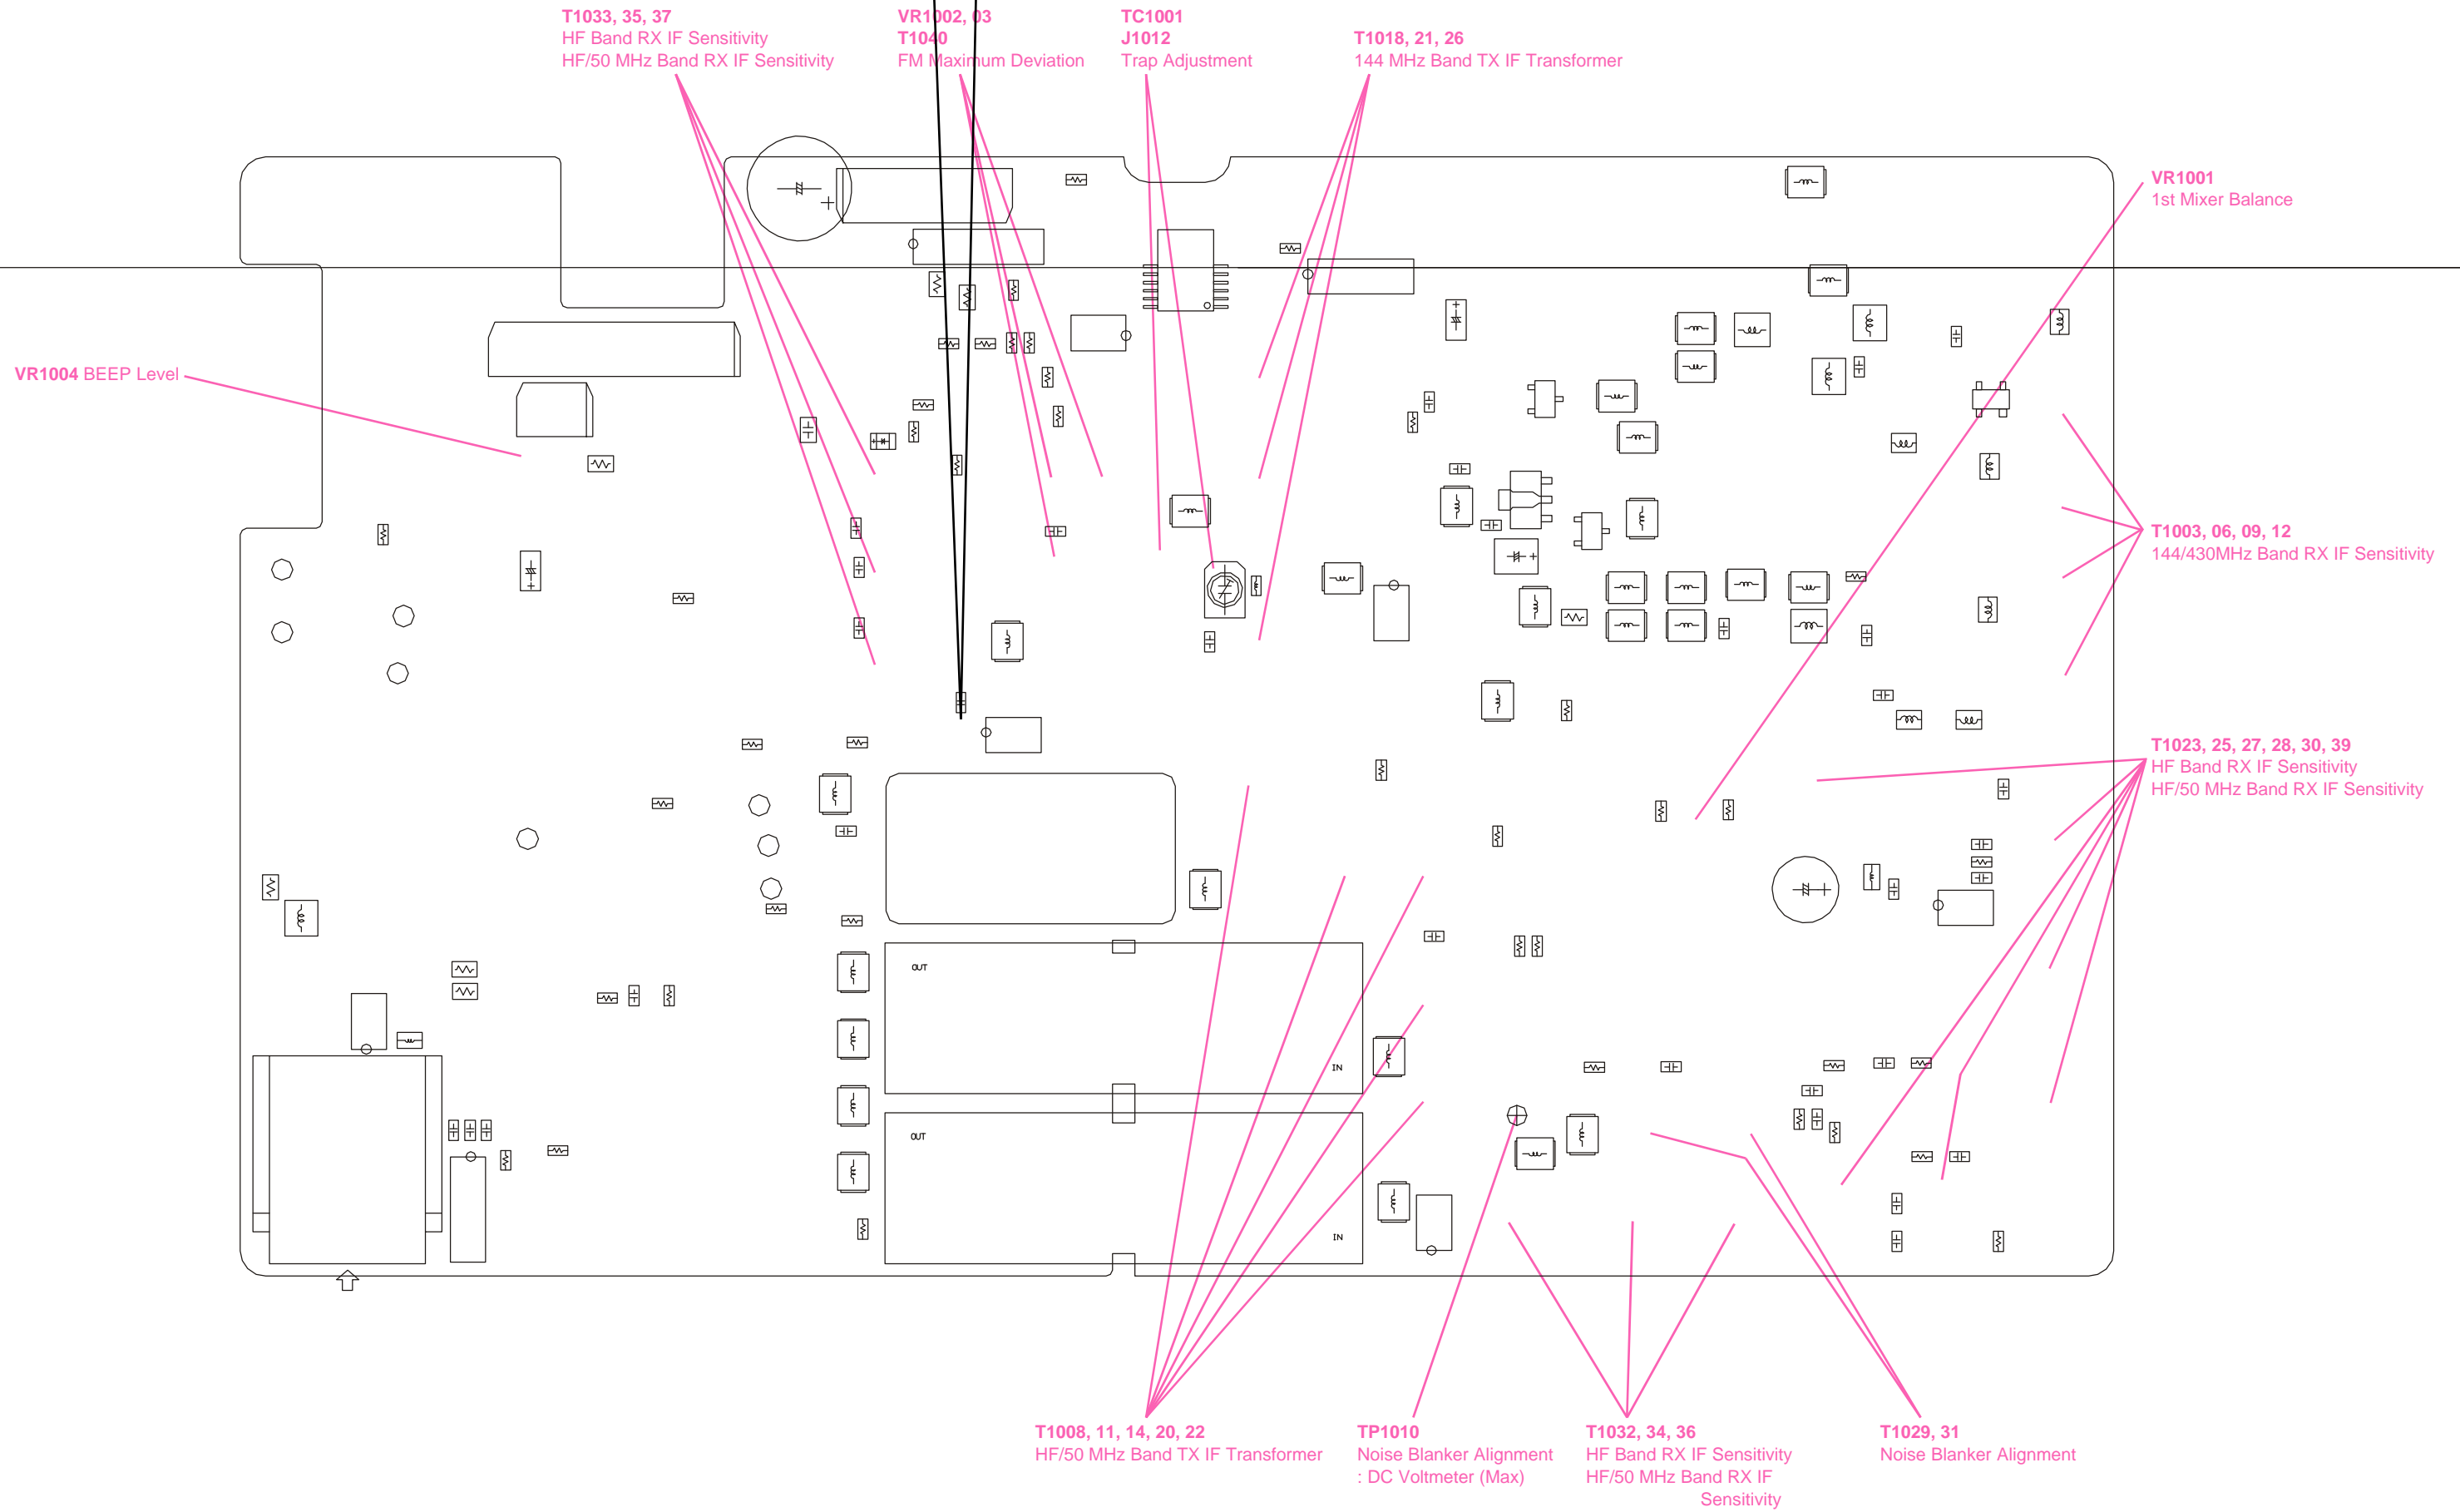 T1033, 35, 37
HF Band RX IF Sensitivity
HF/50 MHz Band RX IF Sensitivity
VR1002, 03
T1040
FM Maximum Deviation
TC1001
J1012
Trap Adjustment
T1018, 21, 26
144 MHz Band TX IF Transformer
VR1001
1st Mixer Balance
VR1004 BEEP Level
T1003, 06, 09, 12
144/430MHz Band RX IF Sensitivity
T1023, 25, 27, 28, 30, 39
HF Band RX IF Sensitivity
HF/50 MHz Band RX IF Sensitivity
OUT
IN
OUT
IN
T1008, 11, 14, 20, 22
HF/50 MHz Band TX IF Transformer
TP1010
Noise Blanker Alignment
: DC Voltmeter (Max)
T1032, 34, 36
HF Band RX IF Sensitivity
HF/50 MHz Band RX IF
Sensitivity
T1029, 31
Noise Blanker Alignment